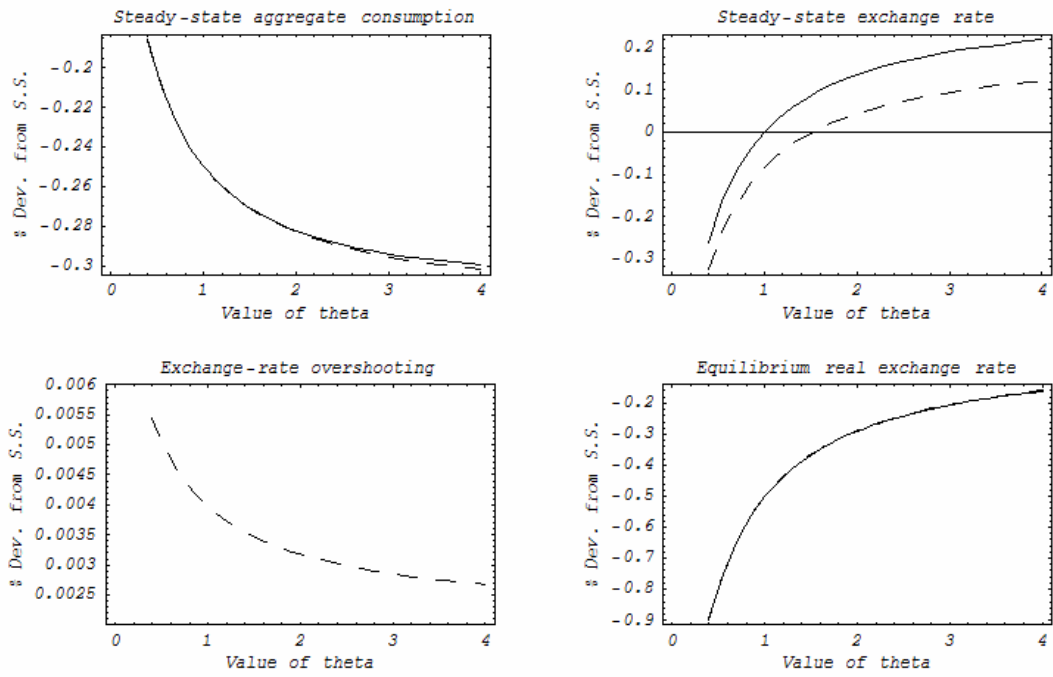 Steady-state aggregate consumption
% Dev. from S.S.
-0.2
-0.22
-0.24
-0.26
-0.28
-0.3
0 1 2 3 4
Value of theta
Steady-state exchange rate
% Dev. from S.S.
0.2
0.1
0
-0.1
-0.2
-0.3
0 1 2 3 4
Value of theta
Exchange-rate overshooting
% Dev. from S.S.
0.006
0.0055
0.005
0.0045
0.004
0.0035
0.003
0.0025
0 1 2 3 4
Value of theta
Equilibrium real exchange rate
% Dev. from S.S.
-0.2
-0.3
-0.4
-0.5
-0.6
-0.7
-0.8
-0.9
0 1 2 3 4
Value of theta